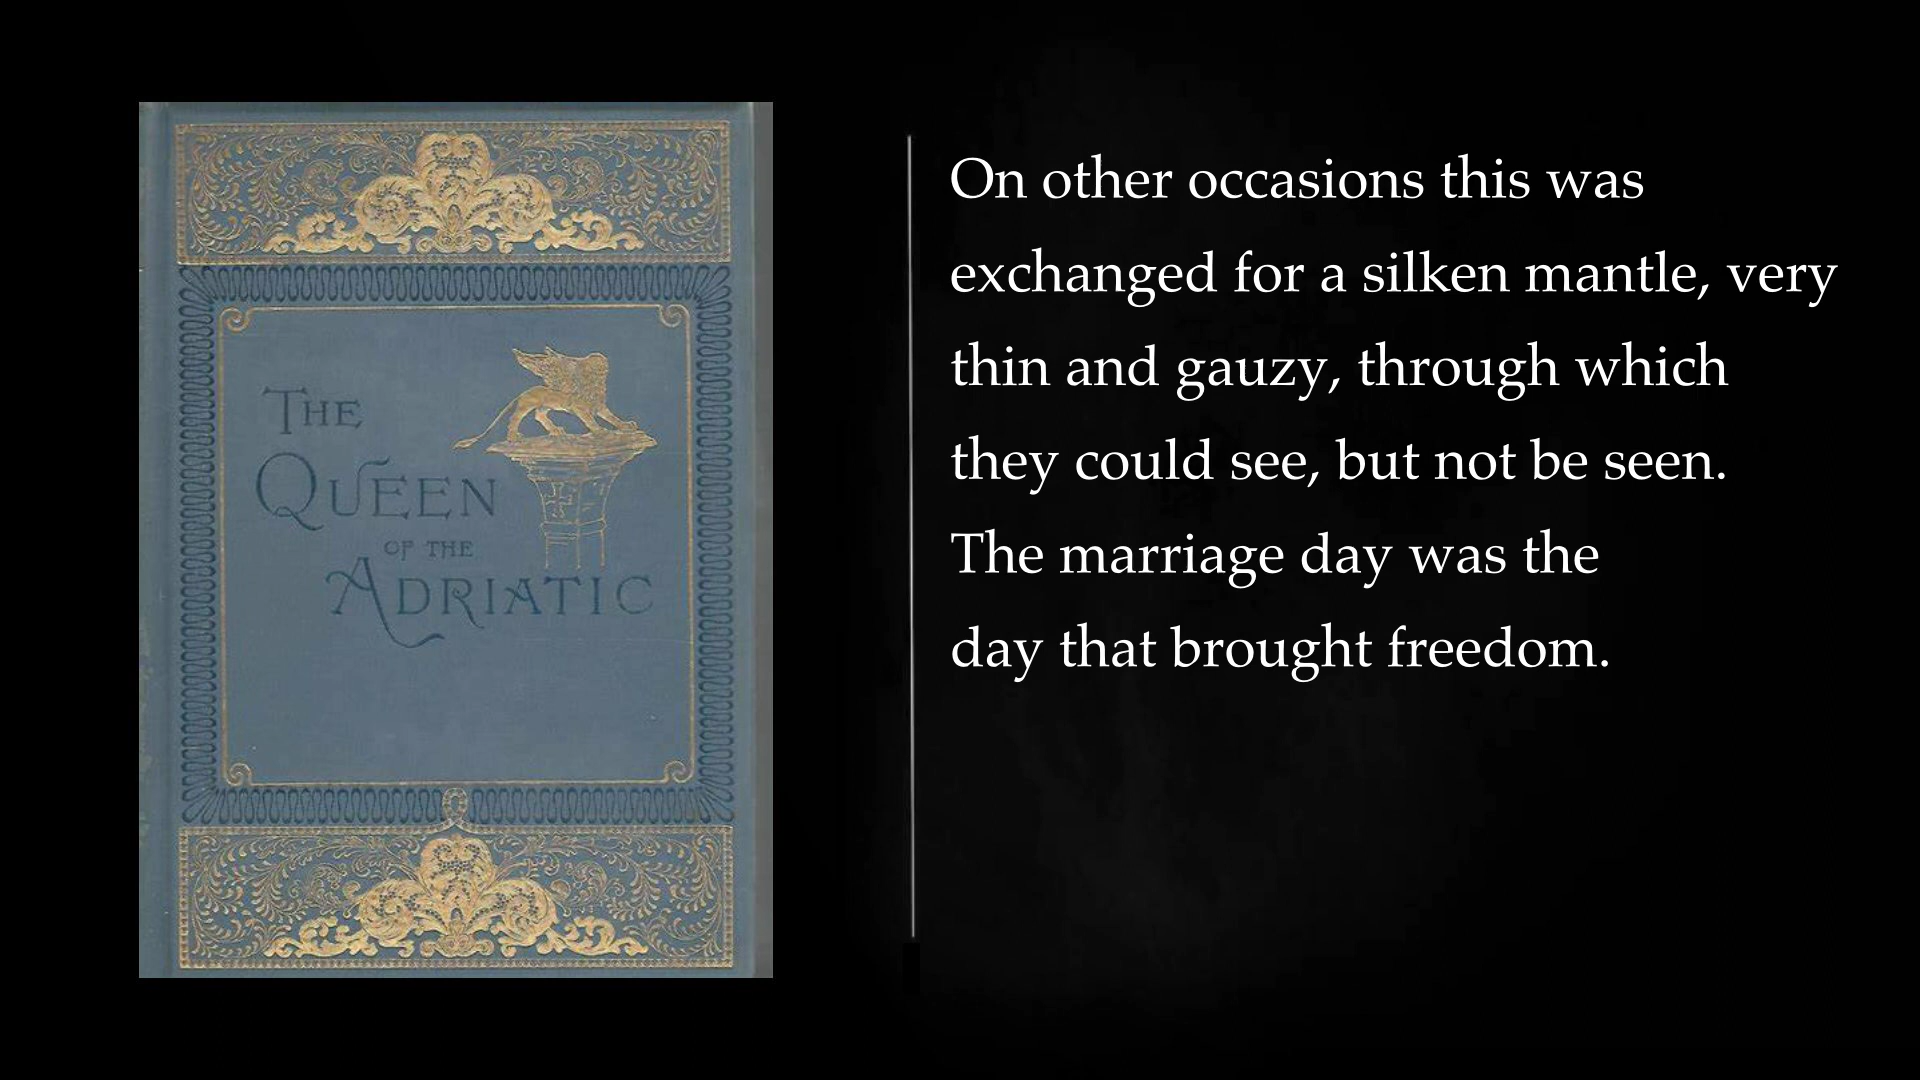 THE
QUEEN
OF THE
ADRIATIC
On other occasions this was
exchanged for a silken mantle, very
thin and gauzy, through which
they could see, but not be seen.
The marriage day was the
day that brought freedom.